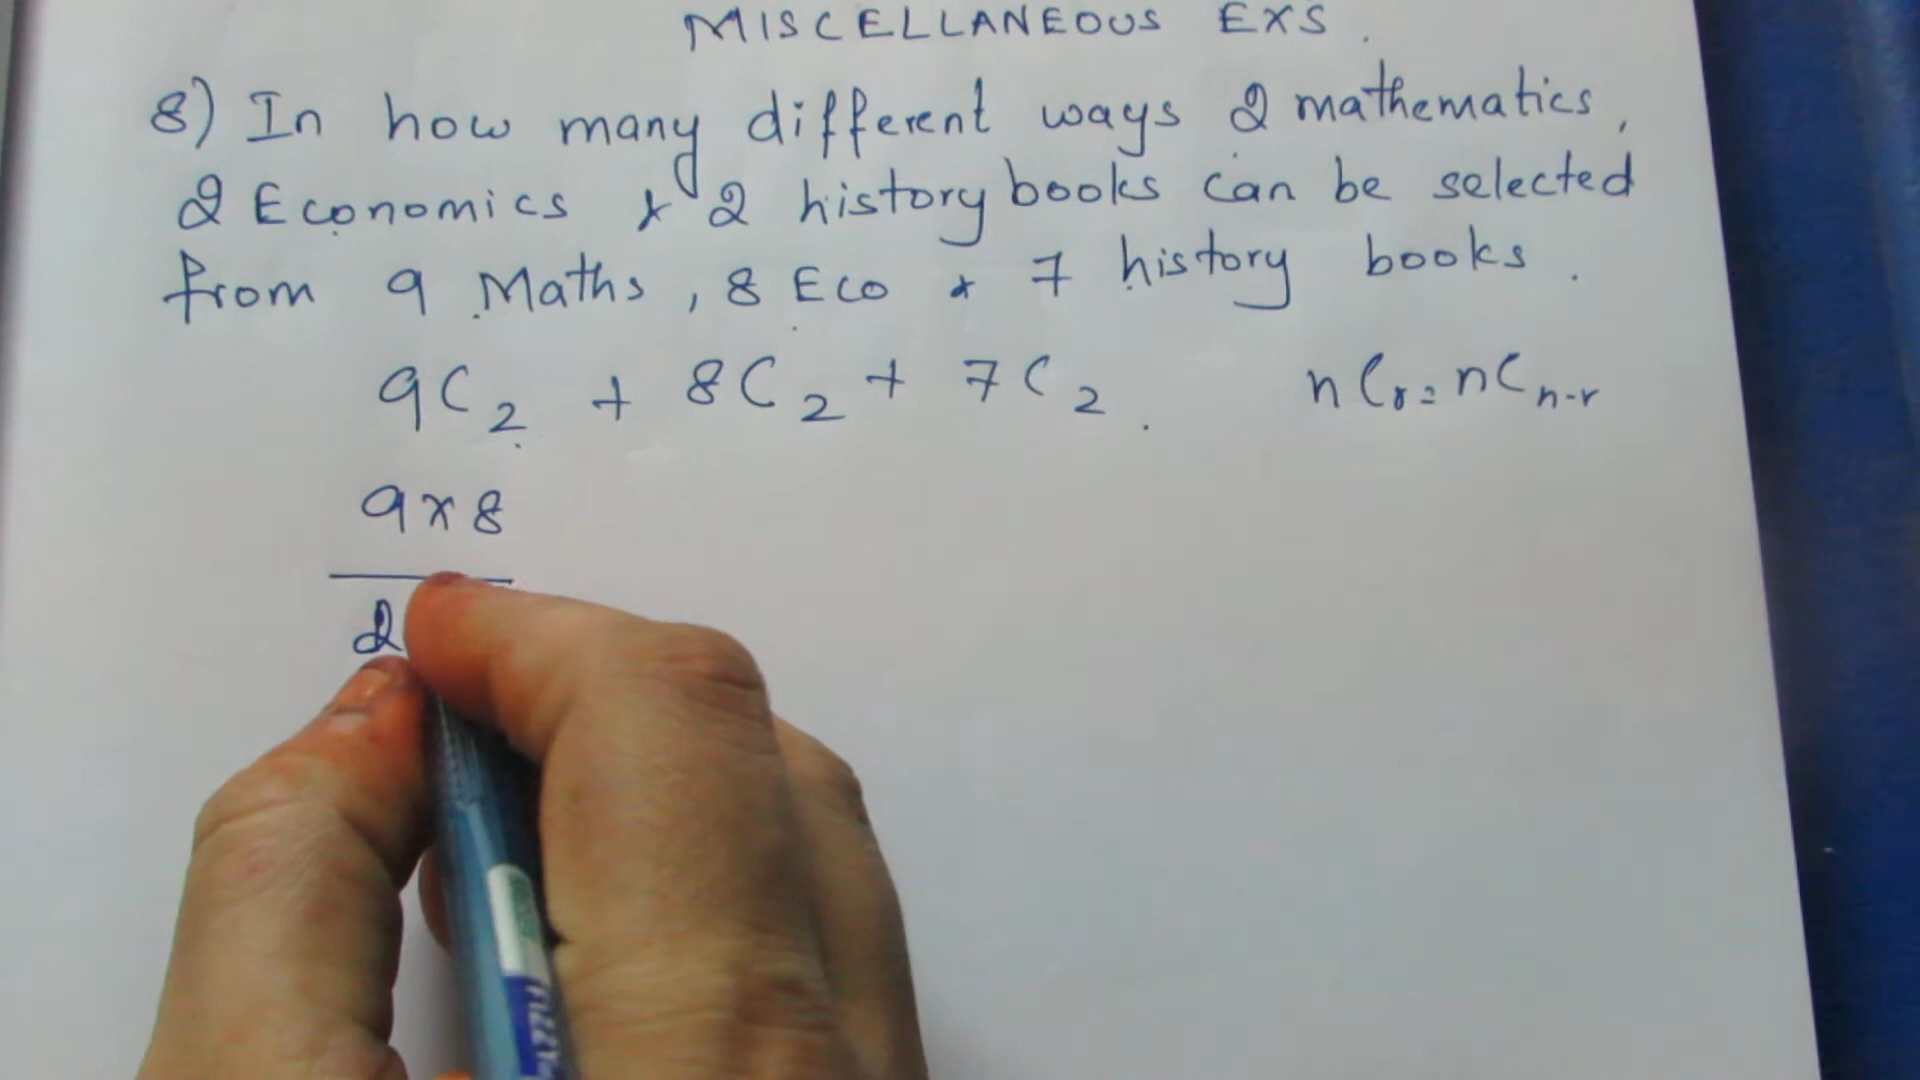 MISCELLANEOUS EXS.
8) In how many different ways 2 mathematics,
2 Economics & 2 history books can be selected
from 9 Maths, 8 Eco & 7 history books.
9C2 + 8C2 + 7C2. nCr = nCn-r
9x8
2